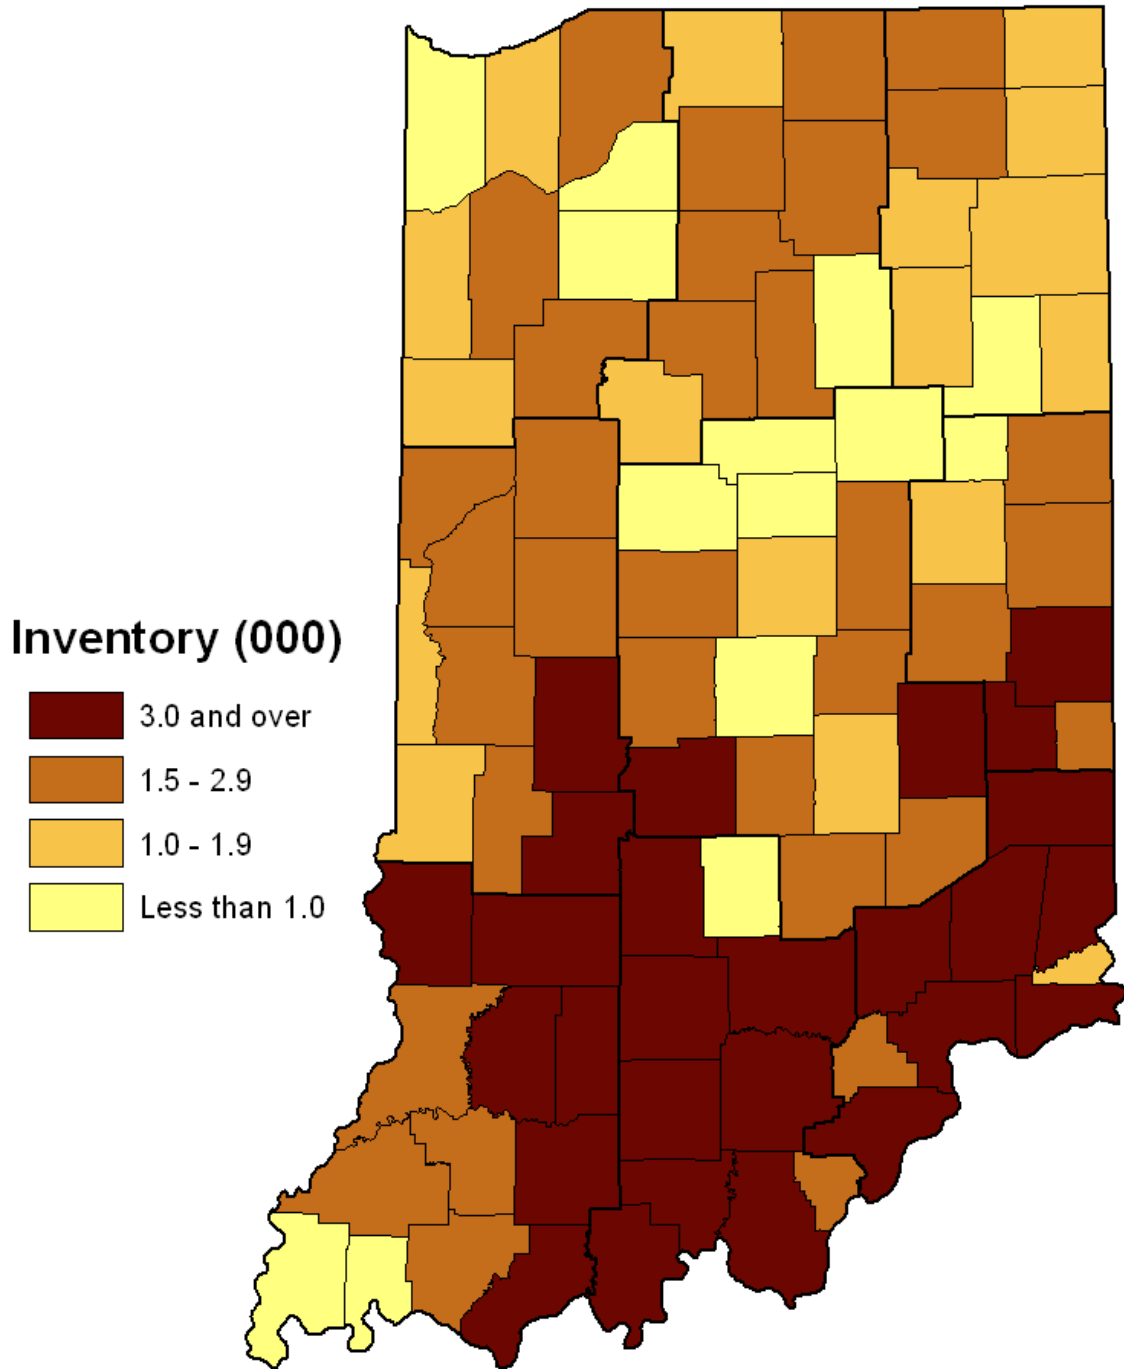 Inventory (000)
3.0 and over
1.5 - 2.9
1.0 - 1.9
Less than 1.0